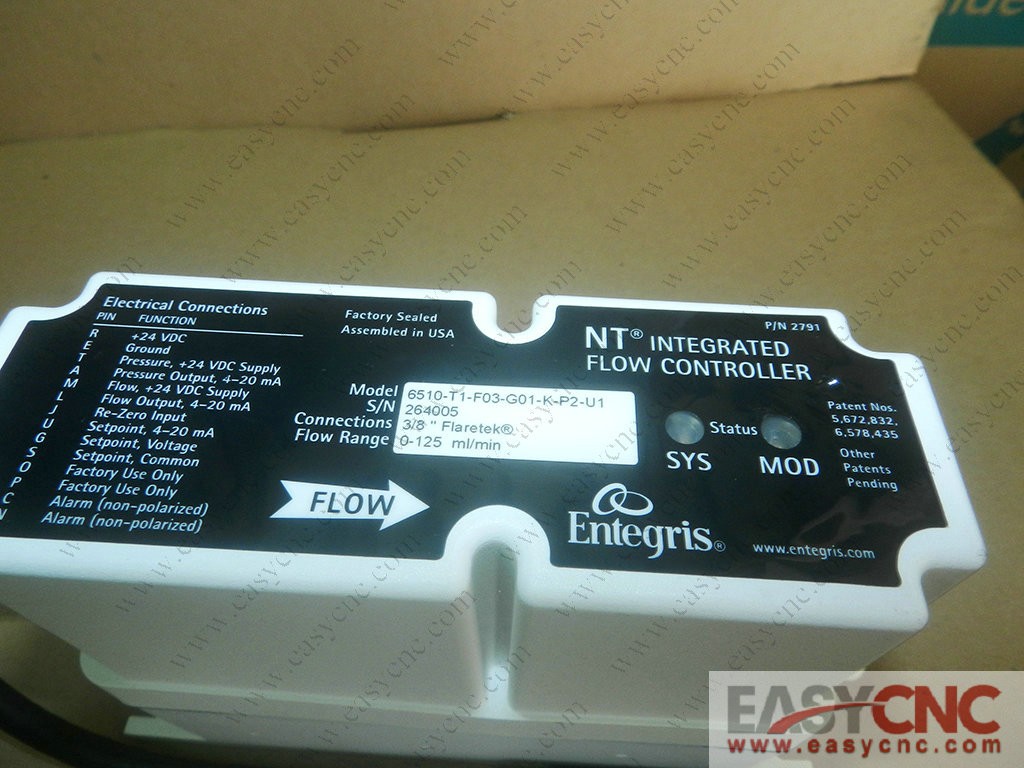 Electrical Connections
PIN FUNCTION
R +24 VDC
E Ground
T Pressure, +24 VDC Supply
A Pressure Output, 4–20 mA
M Flow, +24 VDC Supply
L Flow Output, 4–20 mA
J Re-Zero Input
U Setpoint, 4–20 mA
G Setpoint, Voltage
S Setpoint, Common
O Factory Use Only
P Factory Use Only
C Alarm (non-polarized)
N Alarm (non-polarized)
Factory Sealed
Assembled in USA
Model 6510-T1-F03-G01-K-P2-U1
S/N 264005
Connections 3/8 " Flaretek®
Flow Range 0-125 ml/min
FLOW
P/N 2791
NT® INTEGRATED
FLOW CONTROLLER
Status
SYS MOD
Patent Nos.
5,672,832,
6,578,435
Other
Patents
Pending
Entegris®
www.entegris.com
EASYCNC
www.easycnc.com